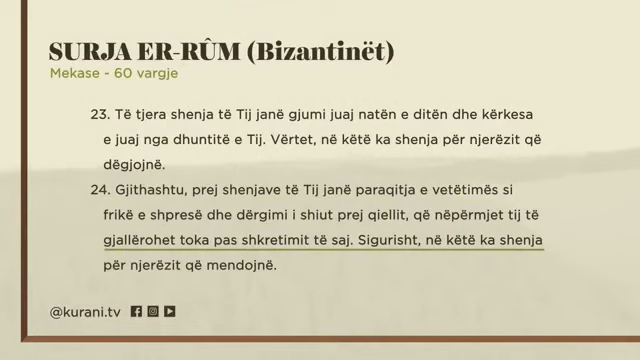 SURJA ER-RÛM (Bizantinët)
Mekase - 60 vargje
23. Të tjera shenja të Tij janë gjumi juaj natën e ditën dhe kërkesa
e juaj nga dhuntitë e Tij. Vërtet, në këtë ka shenja për njerëzit që
dëgjojnë.
24. Gjithashtu, prej shenjave të Tij janë paraqitja e vetëtimës si
frikë e shpresë dhe dërgimi i shiut prej qiellit, që nëpërmjet tij të
gjallërohet toka pas shkretimit të saj. Sigurisht, në këtë ka shenja
për njerëzit që mendojnë.
@kurani.tv